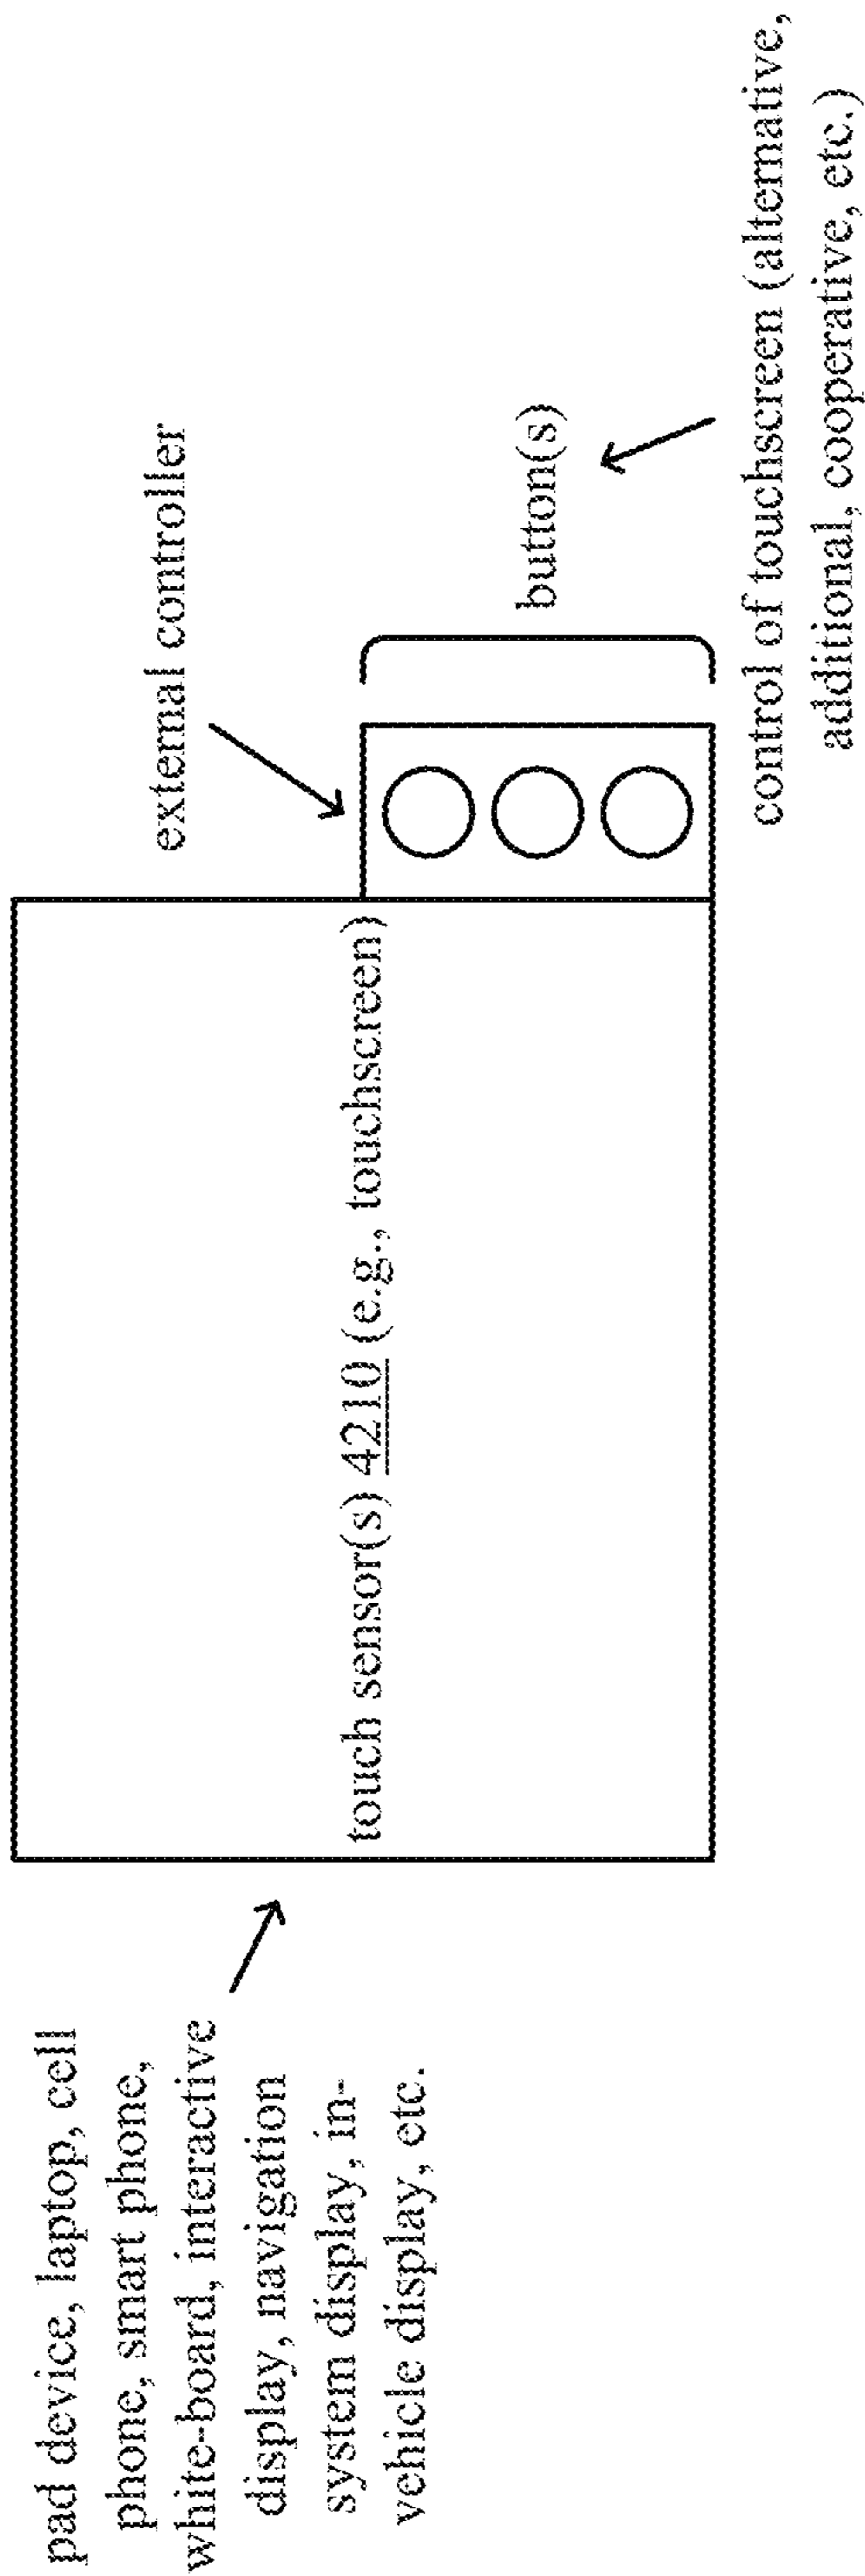 pad device, laptop, cell
phone, smart phone,
white-board, interactive
display, navigation
system display, in-
vehicle display, etc.
touch sensor(s) 4210 (e.g., touchscreen)
external controller
button(s)
control of touchscreen (alternative,
additional, cooperative, etc.)